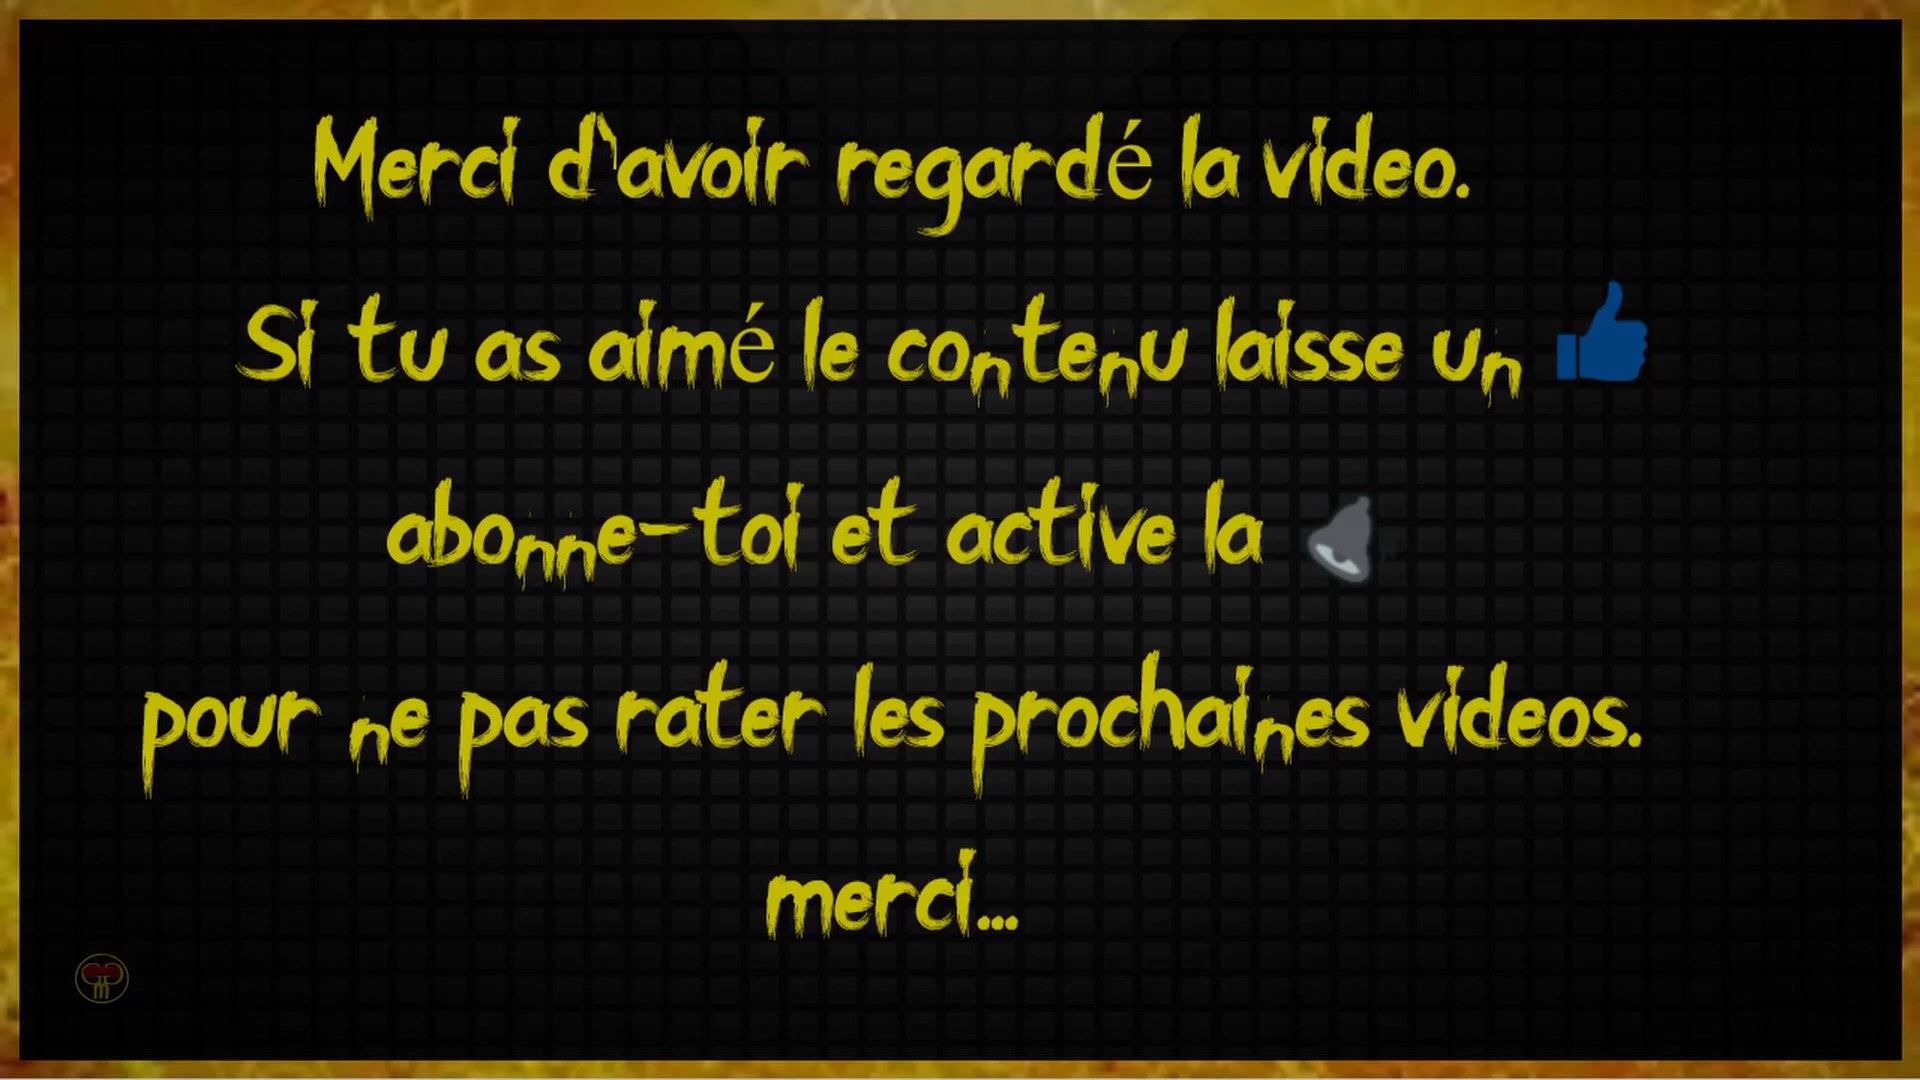 Merci d'avoir regardé la video.
Si tu as aimé le contenu laisse un 👍
abonne-toi et active la 🔔
pour ne pas rater les prochaines videos.
merci...